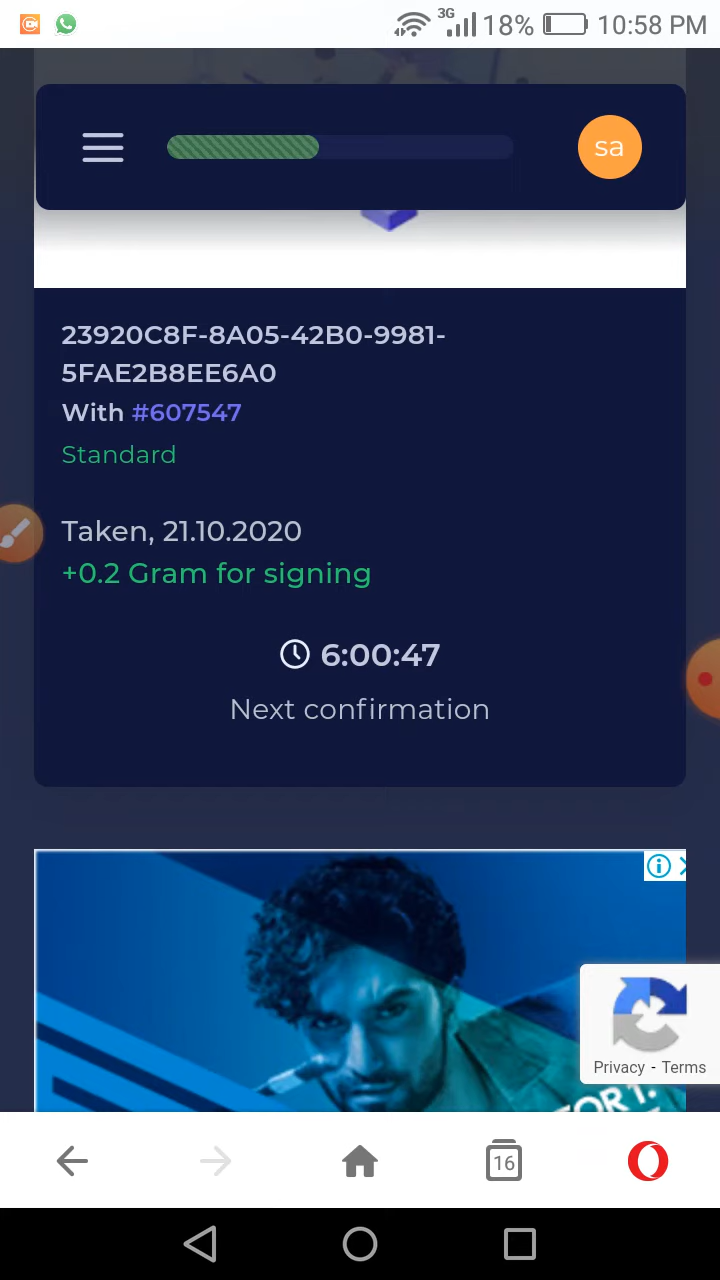 3G 18% 10:58 PM
sa
23920C8F-8A05-42B0-9981-
5FAE2B8EE6A0
With #607547
Standard
Taken, 21.10.2020
+0.2 Gram for signing
6:00:47
Next confirmation
Privacy - Terms
16